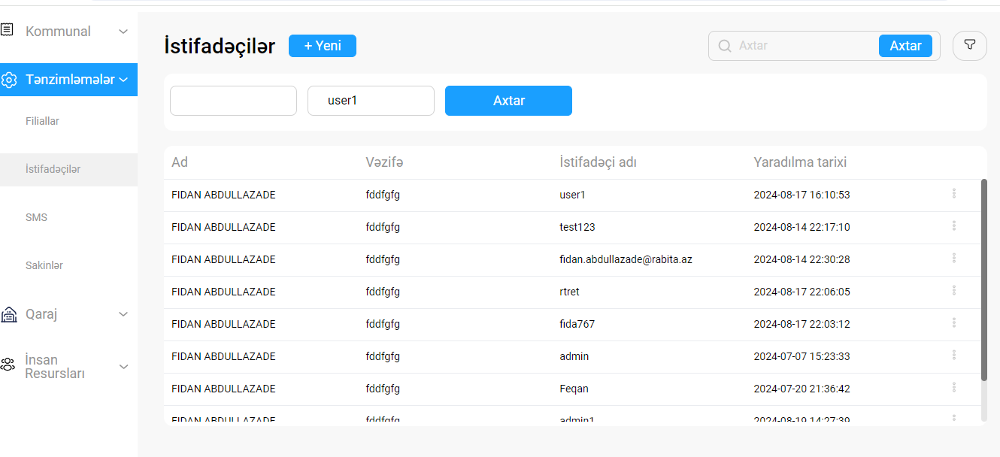 Kommunal
Tənzimləmələr
Filiallar
İstifadəçilər
SMS
Sakinlər
Qaraj
İnsan
Resursları
İstifadəçilər + Yeni Axtar Axtar
user1 Axtar
Ad Vəzifə İstifadəçi adı Yaradılma tarixi
FIDAN ABDULLAZADE fddfgfg user1 2024-08-17 16:10:53
FIDAN ABDULLAZADE fddfgfg test123 2024-08-14 22:17:10
FIDAN ABDULLAZADE fddfgfg fidan.abdullazade@rabita.az 2024-08-14 22:30:28
FIDAN ABDULLAZADE fddfgfg rtret 2024-08-17 22:06:05
FIDAN ABDULLAZADE fddfgfg fıda767 2024-08-17 22:03:12
FIDAN ABDULLAZADE fddfgfg admin 2024-07-07 15:23:33
FIDAN ABDULLAZADE fddfgfg Feqan 2024-07-20 21:36:42
FIDAN ABDULLAZADE fddfgfg admin1 2024-08-19 14:27:39